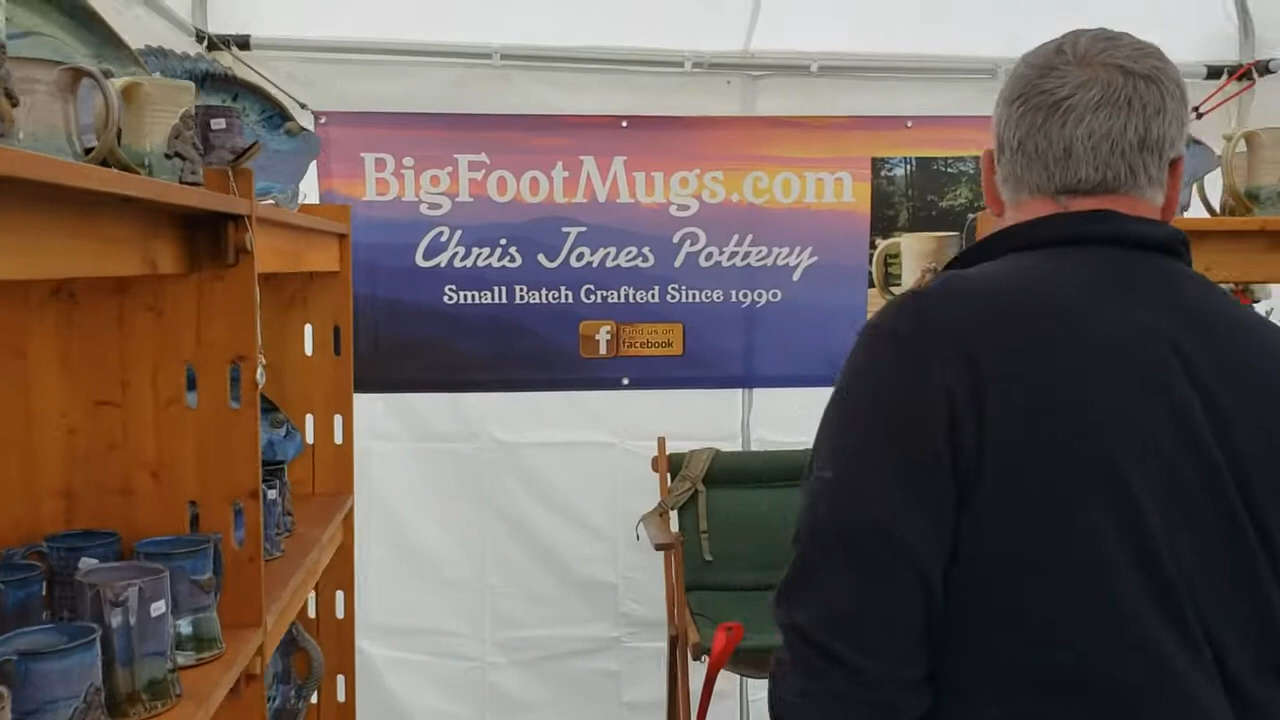 BigFootMugs.com
Chris Jones Pottery
Small Batch Crafted Since 1990
f Find us on
facebook